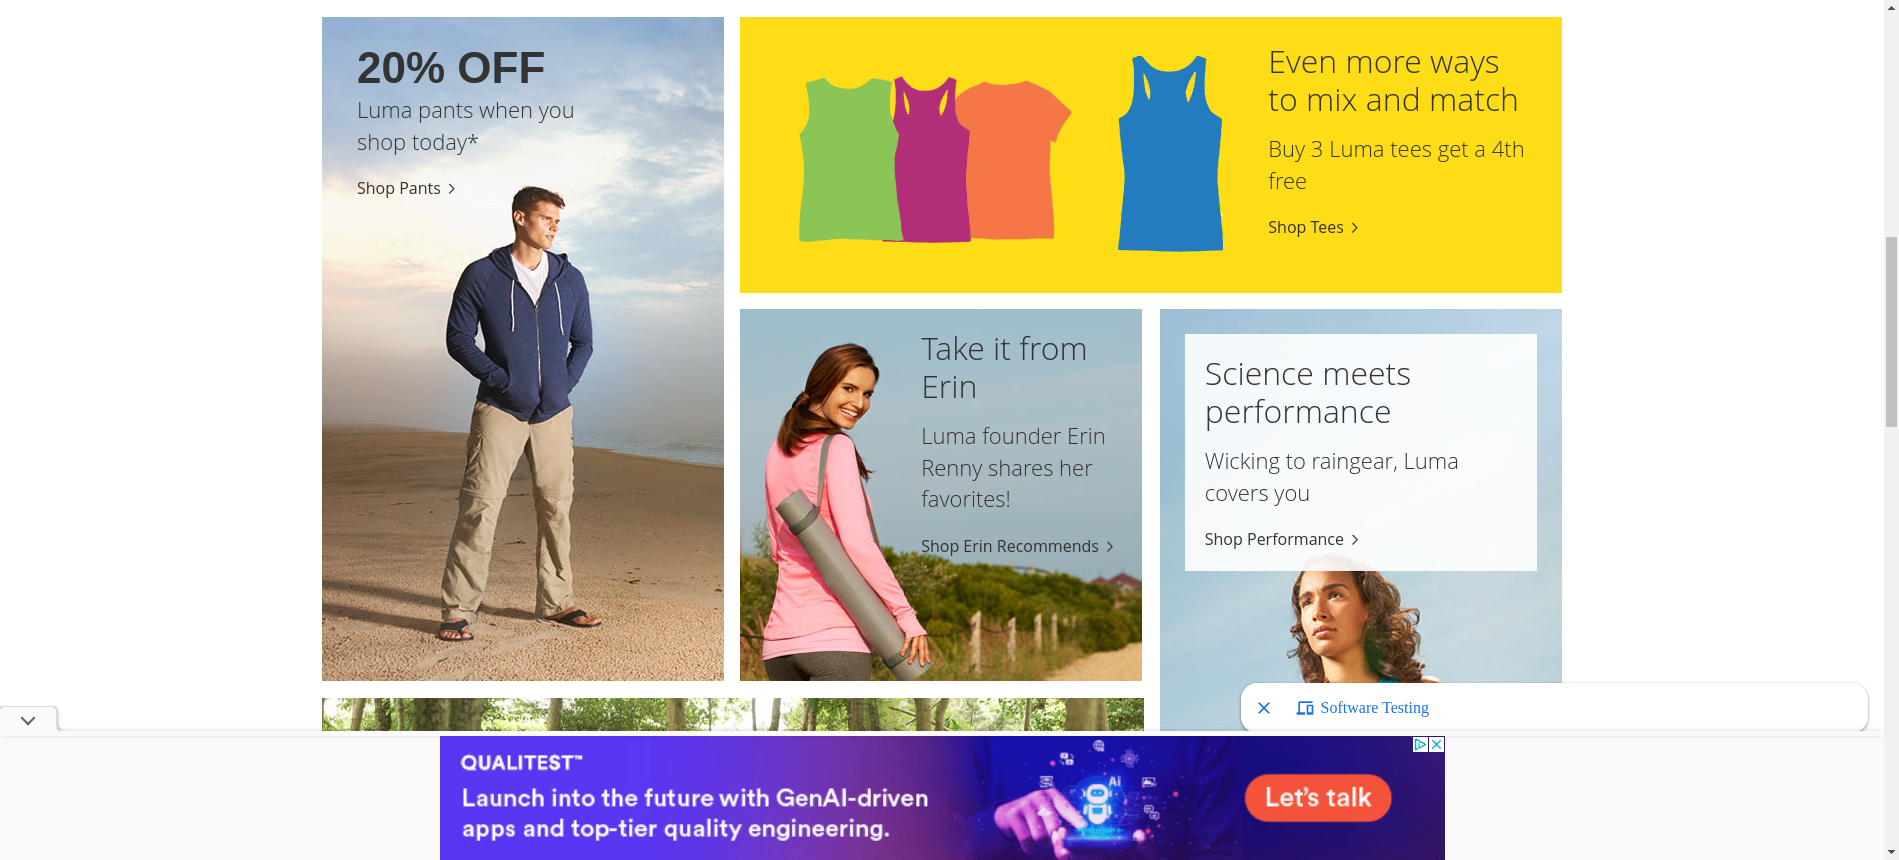 20% OFF
Luma pants when you
shop today*
Shop Pants
Even more ways
to mix and match
Buy 3 Luma tees get a 4th
free
Shop Tees
Take it from
Erin
Luma founder Erin
Renny shares her
favorites!
Shop Erin Recommends
Science meets
performance
Wicking to raingear, Luma
covers you
Shop Performance
Software Testing
QUALITEST™
Launch into the future with GenAI-driven
apps and top-tier quality engineering.
Ai
Let's talk